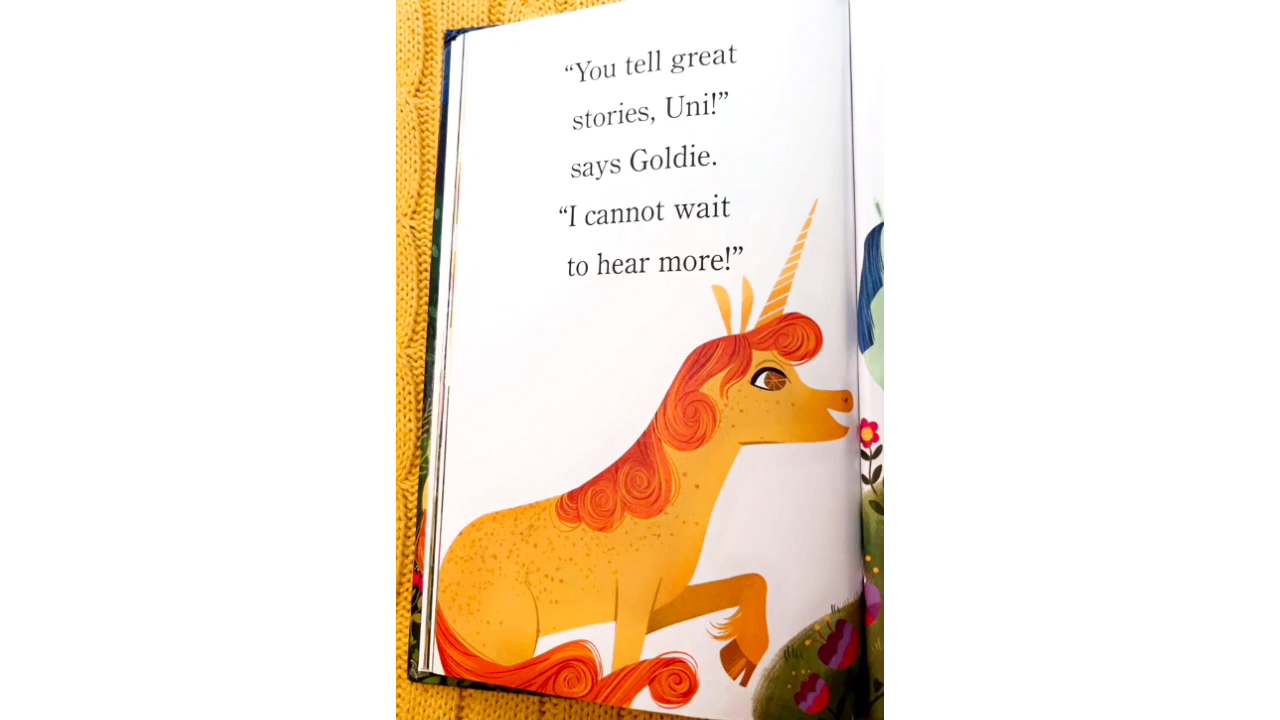 “You tell great
stories, Uni!”
says Goldie.
“I cannot wait
to hear more!”